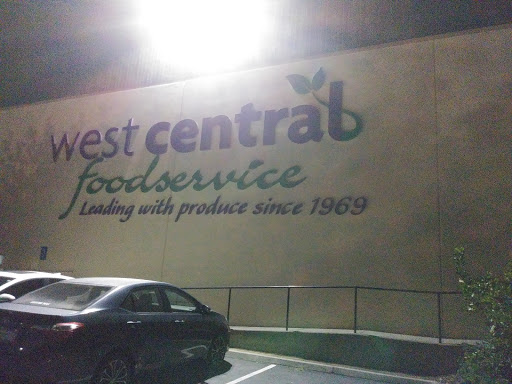 west central
foodservice
Leading with produce since 1969